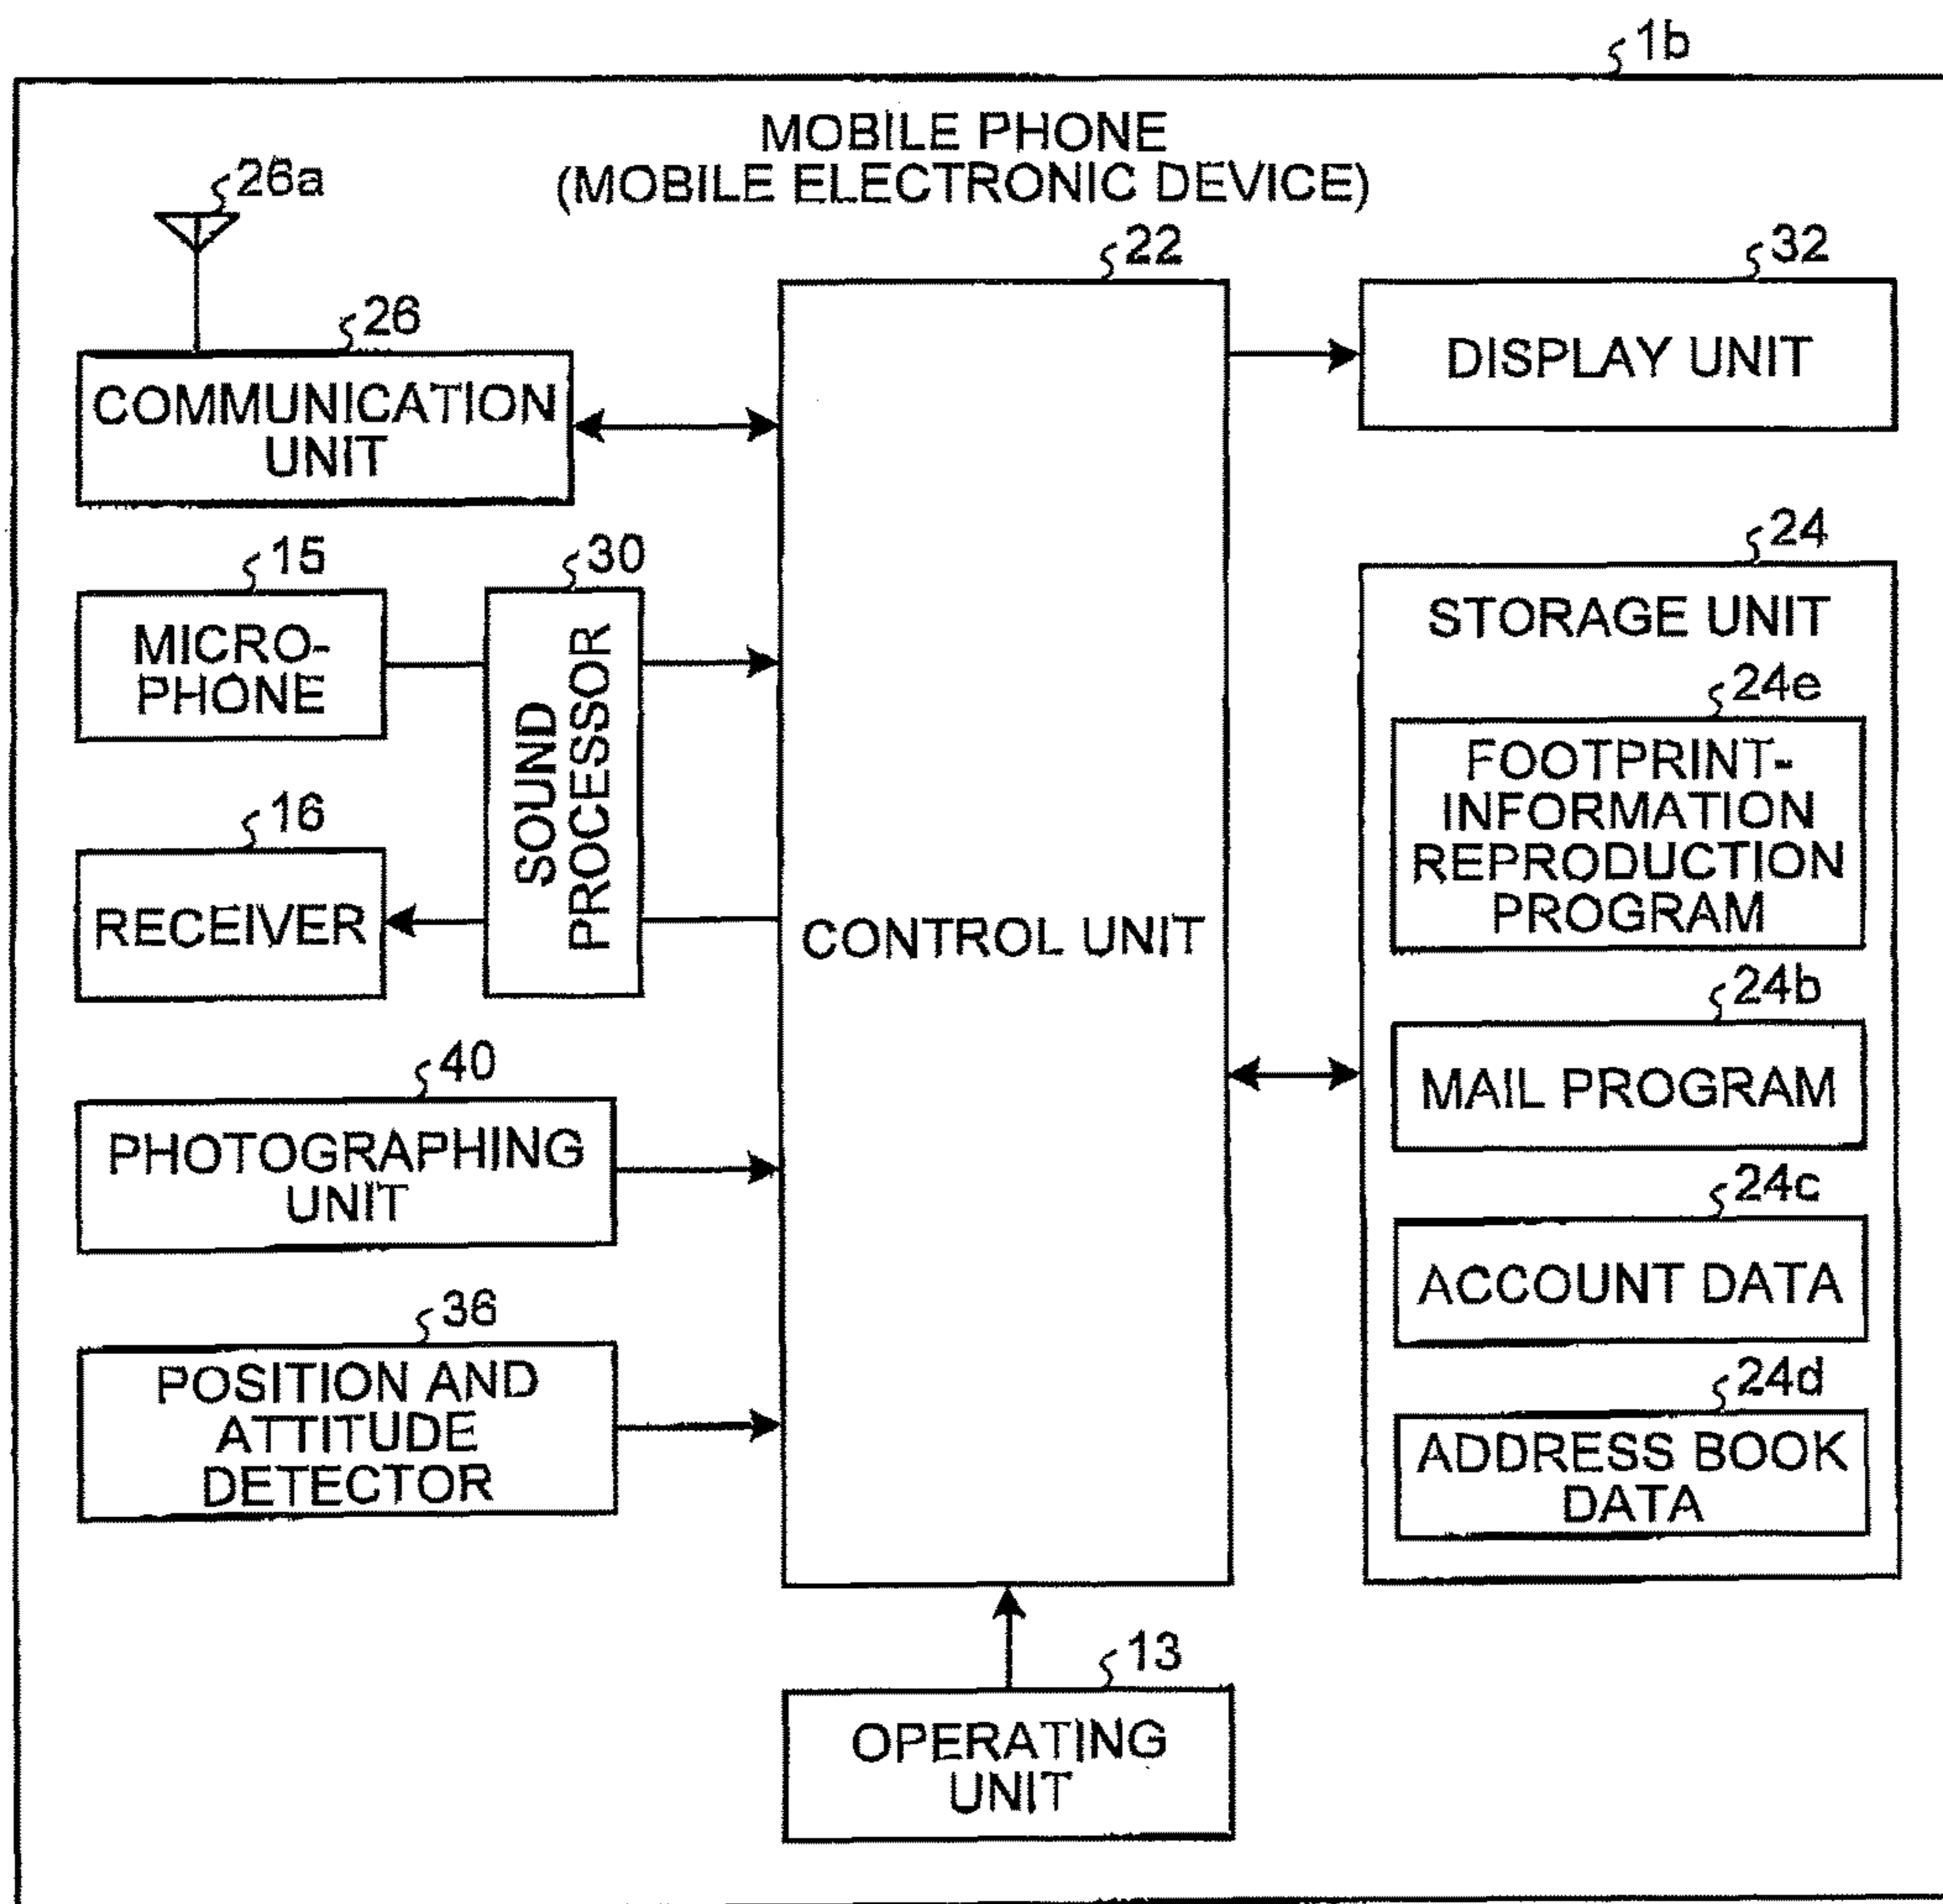 1b
MOBILE PHONE
(MOBILE ELECTRONIC DEVICE)
26a
22
32
26
COMMUNICATION
UNIT
DISPLAY UNIT
15
MICRO-
PHONE
30
SOUND
PROCESSOR
16
RECEIVER
CONTROL UNIT
24
STORAGE UNIT
24e
FOOTPRINT-
INFORMATION
REPRODUCTION
PROGRAM
24b
MAIL PROGRAM
24c
ACCOUNT DATA
24d
ADDRESS BOOK
DATA
40
PHOTOGRAPHING
UNIT
36
POSITION AND
ATTITUDE
DETECTOR
13
OPERATING
UNIT